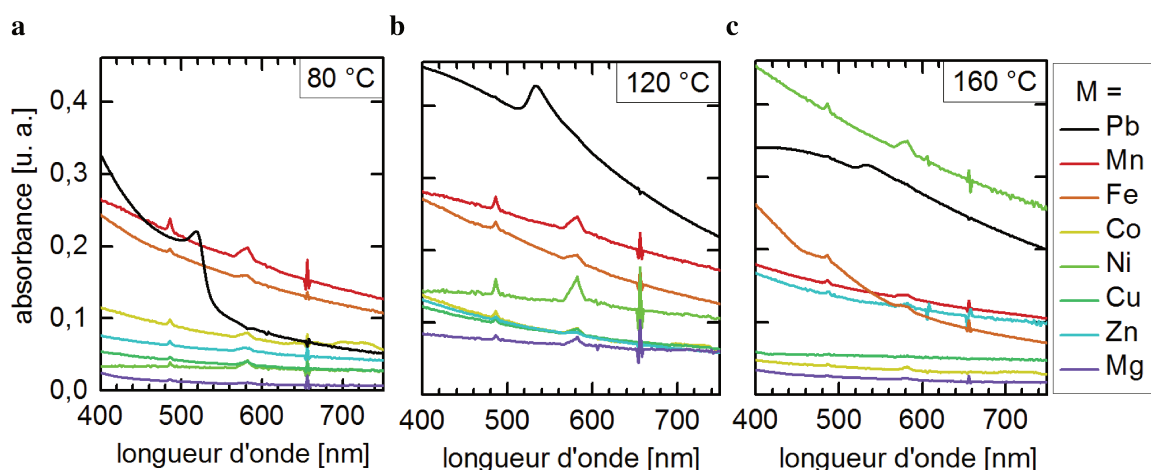 a
b
c
80 °C
120 °C
160 °C
absorbance [u. a.]
0,4
0,3
0,2
0,1
0,0
400 500 600 700
400 500 600 700
400 500 600 700
longueur d'onde [nm]
longueur d'onde [nm]
longueur d'onde [nm]
M =
Pb
Mn
Fe
Co
Ni
Cu
Zn
Mg